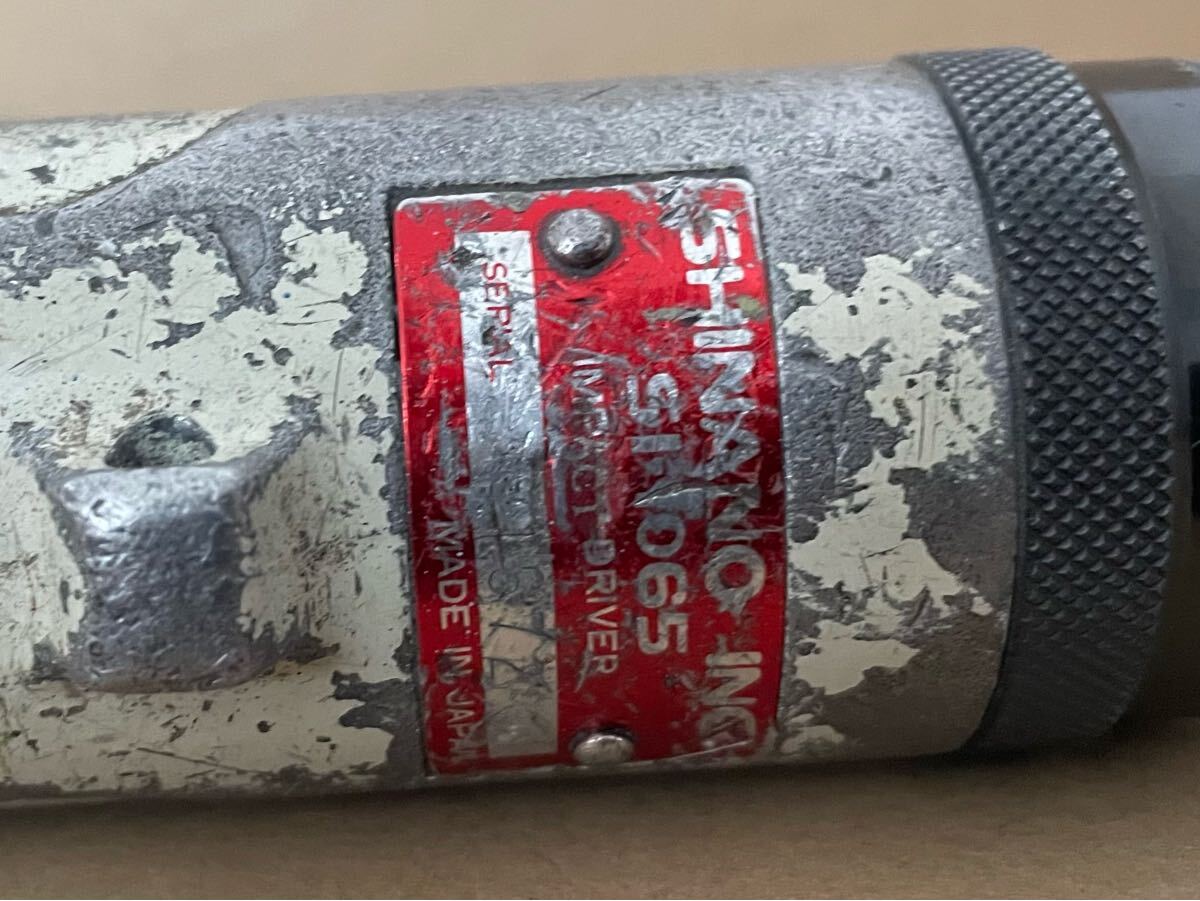 SHINANO INC
SI-1065
IMPACT DRIVER
SERIAL
MADE IN JAPAN